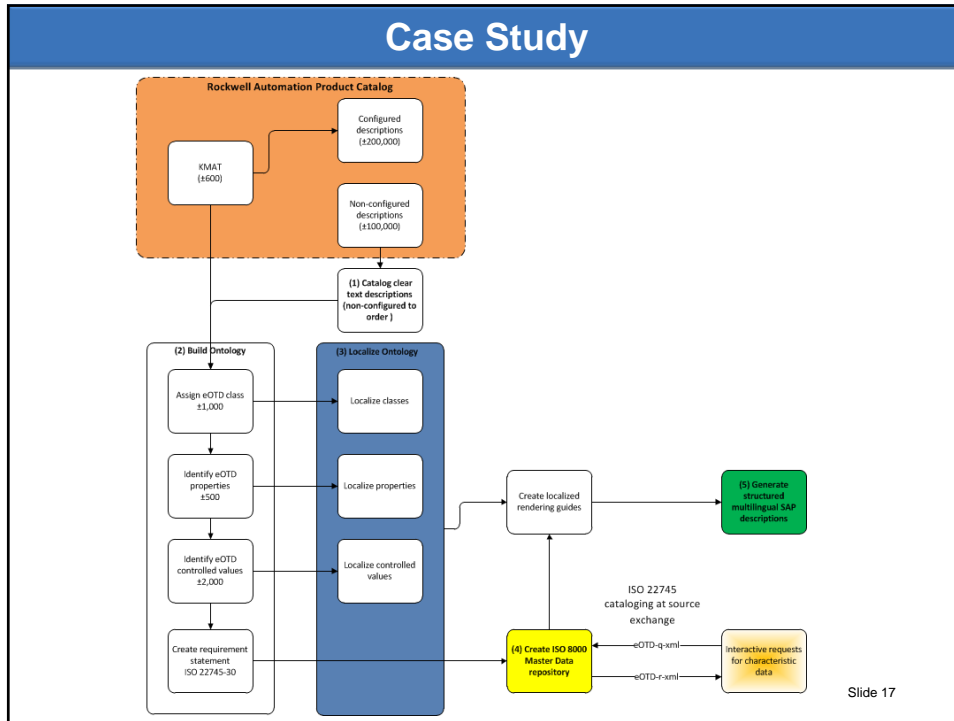 Case Study
Rockwell Automation Product Catalog
Configured
descriptions
(±200,000)
KMAT
(±600)
Non-configured
descriptions
(±100,000)
(1) Catalog clear
text descriptions
(non-configured to
order )
(2) Build Ontology
(3) Localize Ontology
Assign eOTD class
±1,000
Localize classes
Identify eOTD
properties
±500
Localize properties
Create localized
rendering guides
(5) Generate
structured
multilingual SAP
descriptions
Identify eOTD
controlled values
±2,000
Localize controlled
values
ISO 22745
cataloging at source
exchange
Create requirement
statement
ISO 22745-30
(4) Create ISO 8000
Master Data
repository
eOTD-q-xml
eOTD-r-xml
Interactive requests
for characteristic
data
Slide 17